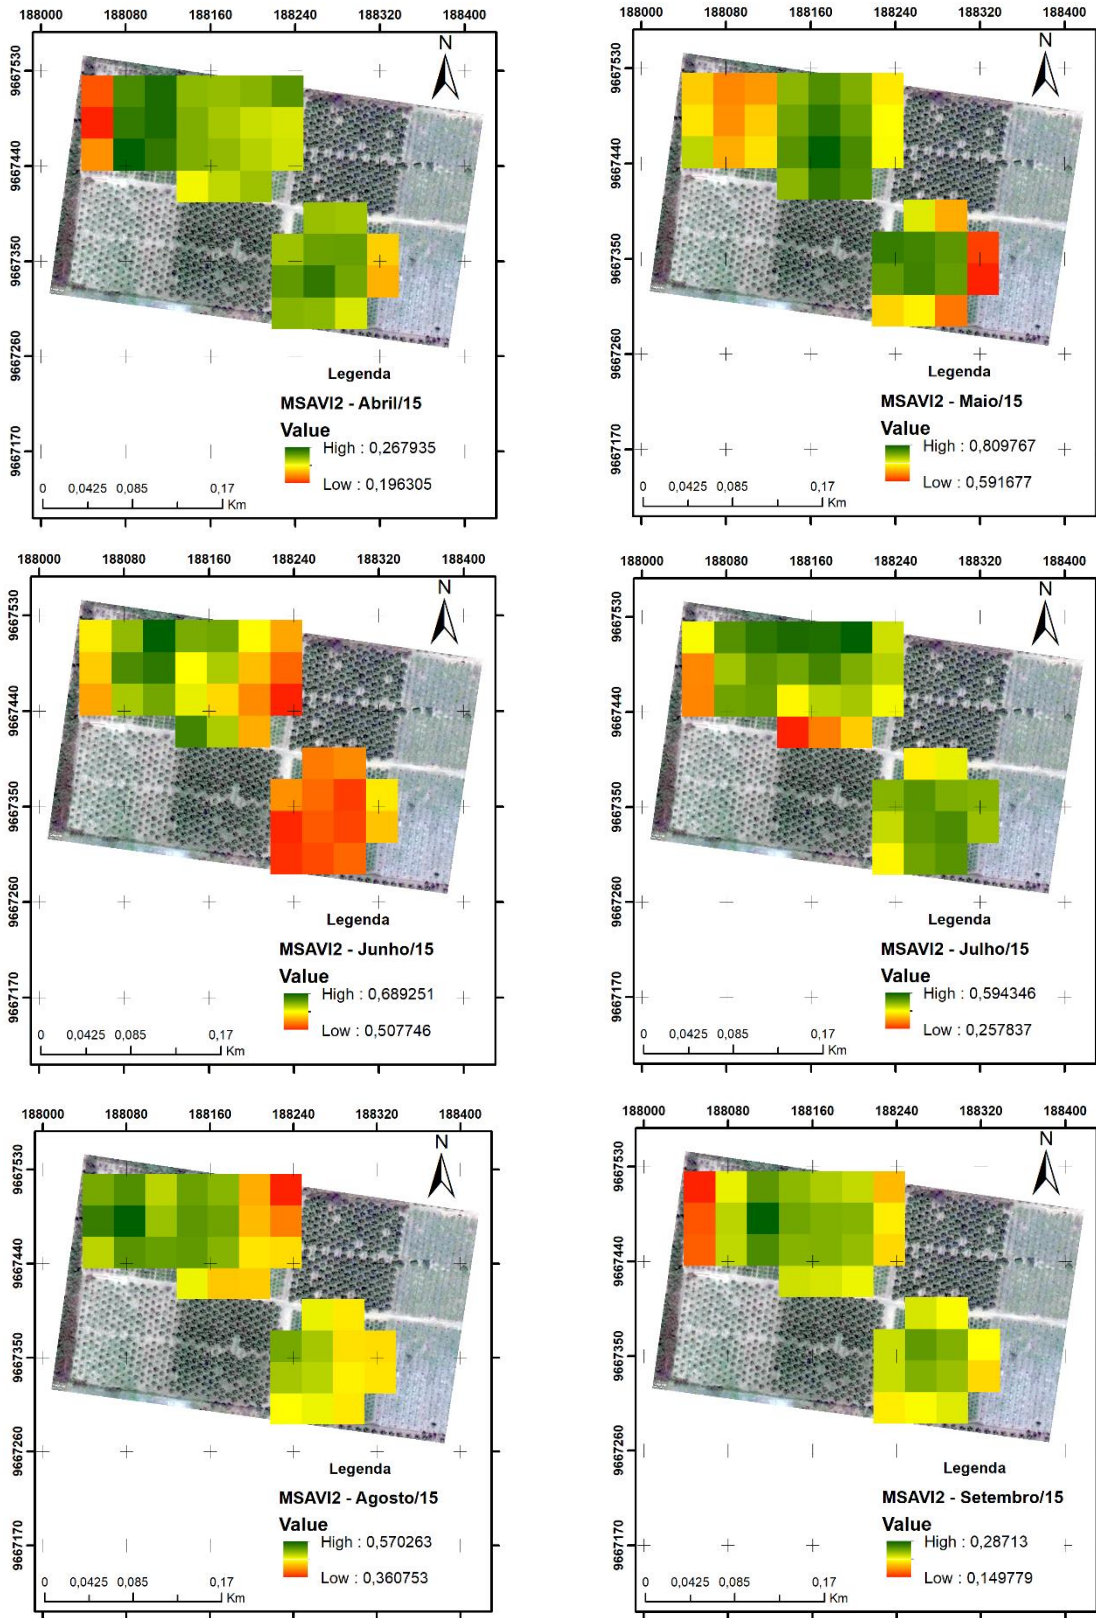 188000 188080 188160 188240 188320 188400
N
9667530
9667440
9667350
9667260
9667170
Legenda
MSAVI2 - Abril/15
Value
High : 0,267935
Low : 0,196305
0 0,0425 0,085 0,17
Km
188000 188080 188160 188240 188320 188400
N
9667530
9667440
9667350
9667260
9667170
Legenda
MSAVI2 - Maio/15
Value
High : 0,809767
Low : 0,591677
0 0,0425 0,085 0,17
Km
188000 188080 188160 188240 188320 188400
N
9667530
9667440
9667350
9667260
9667170
Legenda
MSAVI2 - Junho/15
Value
High : 0,689251
Low : 0,507746
0 0,0425 0,085 0,17
Km
188000 188080 188160 188240 188320 188400
N
9667530
9667440
9667350
9667260
9667170
Legenda
MSAVI2 - Julho/15
Value
High : 0,594346
Low : 0,257837
0 0,0425 0,085 0,17
Km
188000 188080 188160 188240 188320 188400
N
9667530
9667440
9667350
9667260
9667170
Legenda
MSAVI2 - Agosto/15
Value
High : 0,570263
Low : 0,360753
0 0,0425 0,085 0,17
Km
188000 188080 188160 188240 188320 188400
N
9667530
9667440
9667350
9667260
9667170
Legenda
MSAVI2 - Setembro/15
Value
High : 0,28713
Low : 0,149779
0 0,0425 0,085 0,17
Km